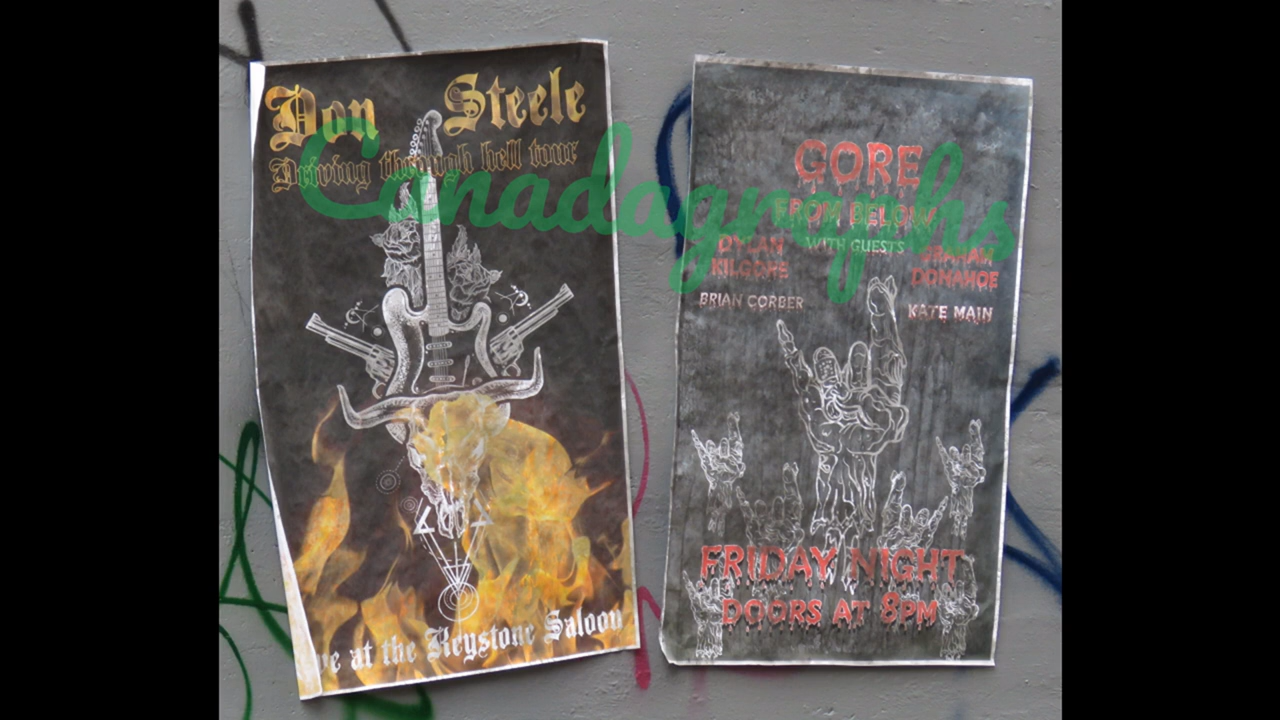 Don Steele
Driving through hell tour
ve at the Keystone Saloon
Canadagraphs
GORE
FROM BELOW
WITH GUESTS
DYLAN
KILGORE
GRAHAM
DONAHOE
BRIAN CORBER
KATE MAIN
FRIDAY NIGHT
DOORS AT 8PM